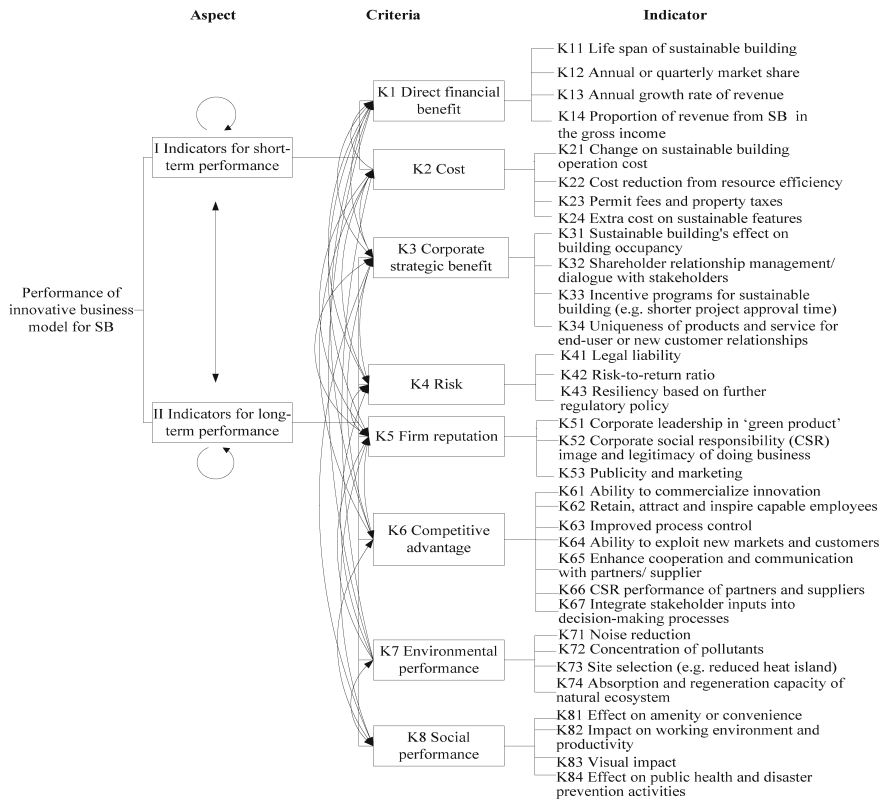 Aspect
Criteria
Indicator
Performance of
innovative business
model for SB
I Indicators for short-
term performance
II Indicators for long-
term performance
K1 Direct financial
benefit
K2 Cost
K3 Corporate
strategic benefit
K4 Risk
K5 Firm reputation
K6 Competitive
advantage
K7 Environmental
performance
K8 Social
performance
K11 Life span of sustainable building
K12 Annual or quarterly market share
K13 Annual growth rate of revenue
K14 Proportion of revenue from SB in
the gross income
K21 Change on sustainable building
operation cost
K22 Cost reduction from resource efficiency
K23 Permit fees and property taxes
K24 Extra cost on sustainable features
K31 Sustainable building's effect on
building occupancy
K32 Shareholder relationship management/
dialogue with stakeholders
K33 Incentive programs for sustainable
building (e.g. shorter project approval time)
K34 Uniqueness of products and service for
end-user or new customer relationships
K41 Legal liability
K42 Risk-to-return ratio
K43 Resiliency based on further
regulatory policy
K51 Corporate leadership in ‘green product’
K52 Corporate social responsibility (CSR)
image and legitimacy of doing business
K53 Publicity and marketing
K61 Ability to commercialize innovation
K62 Retain, attract and inspire capable employees
K63 Improved process control
K64 Ability to exploit new markets and customers
K65 Enhance cooperation and communication
with partners/ supplier
K66 CSR performance of partners and suppliers
K67 Integrate stakeholder inputs into
decision-making processes
K71 Noise reduction
K72 Concentration of pollutants
K73 Site selection (e.g. reduced heat island)
K74 Absorption and regeneration capacity of
natural ecosystem
K81 Effect on amenity or convenience
K82 Impact on working environment and
productivity
K83 Visual impact
K84 Effect on public health and disaster
prevention activities